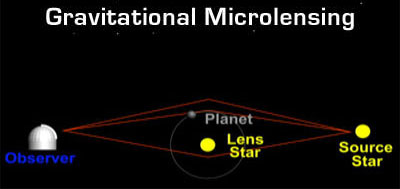 Gravitational Microlensing
Planet
Lens
Star
Observer
Source
Star